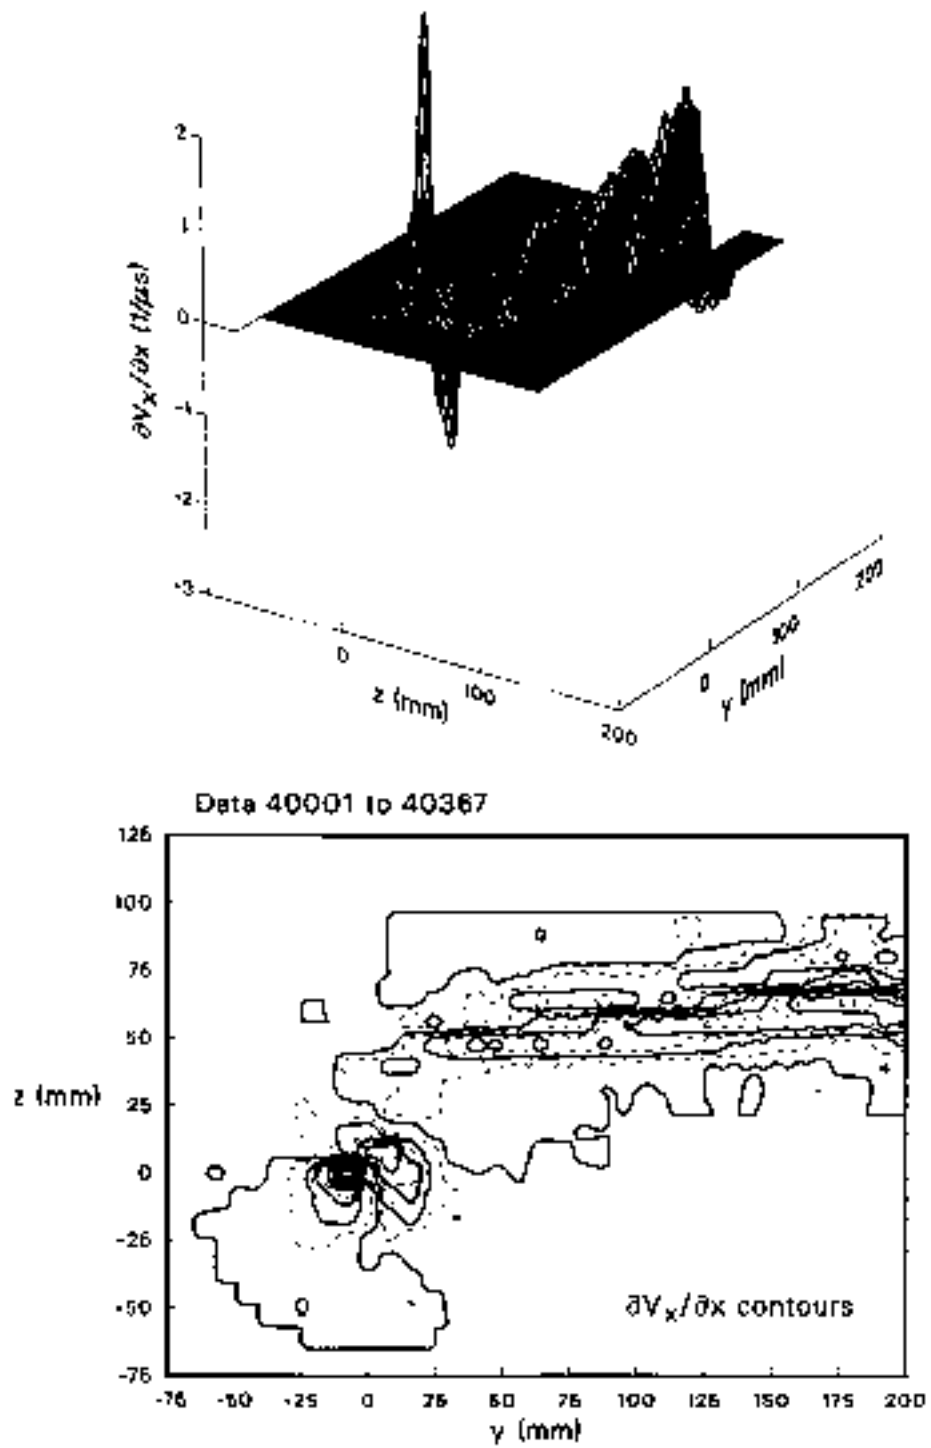 2
1
0
-1
-2
-3
∂Vₓ/∂x (1/μs)
0
100
200
z (mm)
0
100
200
y (mm)
Data 40001 to 40367
125
100
75
50
25
0
-25
-50
-75
z (mm)
∂Vₓ/∂x contours
-75 -50 -25 0 25 50 75 100 125 150 175 200
y (mm)